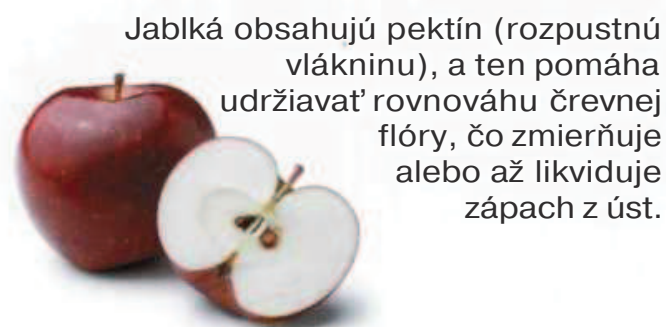 Jablká obsahujú pektín (rozpustnú
vlákninu), a ten pomáha
udržiavať rovnováhu črevnej
flóry, čo zmierňuje
alebo až likviduje
zápach z úst.